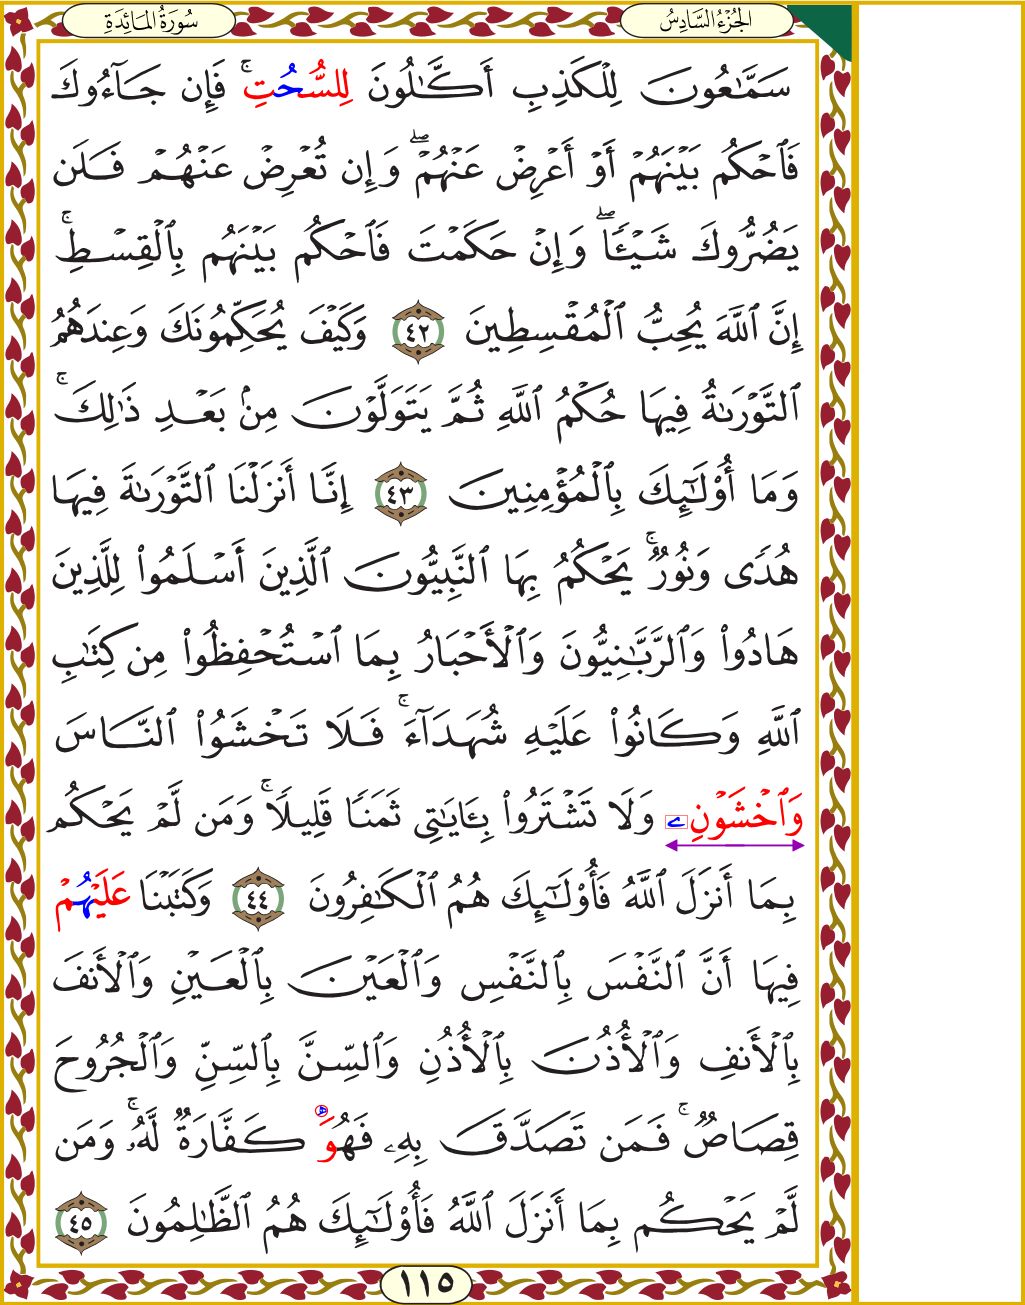 الجُزْءُ السَّادِسُ
سُورَةُ المَائِدَةِ
سَمَّٰعُونَ لِلْكَذِبِ أَكَّٰلُونَ لِلسُّحُتِۚ فَإِن جَآءُوكَ
فَٱحْكُم بَيْنَهُمْ أَوْ أَعْرِضْ عَنْهُمْۖ وَإِن تُعْرِضْ عَنْهُمْ فَلَن
يَضُرُّوكَ شَيْـًٔاۖ وَإِنْ حَكَمْتَ فَٱحْكُم بَيْنَهُم بِٱلْقِسْطِۚ
إِنَّ ٱللَّهَ يُحِبُّ ٱلْمُقْسِطِينَ ٤٢ وَكَيْفَ يُحَكِّمُونَكَ وَعِندَهُمُ
ٱلتَّوْرَىٰةُ فِيهَا حُكْمُ ٱللَّهِ ثُمَّ يَتَوَلَّوْنَ مِنۢ بَعْدِ ذَٰلِكَۚ
وَمَا أُوْلَٰٓئِكَ بِٱلْمُؤْمِنِينَ ٤٣ إِنَّا أَنزَلْنَا ٱلتَّوْرَىٰةَ فِيهَا
هُدًى وَنُورٌۚ يَحْكُمُ بِهَا ٱلنَّبِيُّونَ ٱلَّذِينَ أَسْلَمُوا۟ لِلَّذِينَ
هَادُوا۟ وَٱلرَّبَّٰنِيُّونَ وَٱلْأَحْبَارُ بِمَا ٱسْتُحْفِظُوا۟ مِن كِتَٰبِ
ٱللَّهِ وَكَانُوا۟ عَلَيْهِ شُهَدَآءَۚ فَلَا تَخْشَوُا۟ ٱلنَّاسَ
وَٱخْشَوْنِۦ وَلَا تَشْتَرُوا۟ بِـَٔايَٰتِى ثَمَنًا قَلِيلًاۚ وَمَن لَّمْ يَحْكُم
بِمَا أَنزَلَ ٱللَّهُ فَأُوْلَٰٓئِكَ هُمُ ٱلْكَٰفِرُونَ ٤٤ وَكَتَبْنَا عَلَيْهُمْ
فِيهَا أَنَّ ٱلنَّفْسَ بِٱلنَّفْسِ وَٱلْعَيْنَ بِٱلْعَيْنِ وَٱلْأَنفَ
بِٱلْأَنفِ وَٱلْأُذُنَ بِٱلْأُذُنِ وَٱلسِّنَّ بِٱلسِّنِّ وَٱلْجُرُوحَ
قِصَاصٌۚ فَمَن تَصَدَّقَ بِهِۦ فَهُوَ كَفَّارَةٌ لَّهُۥۚ وَمَن
لَّمْ يَحْكُم بِمَا أَنزَلَ ٱللَّهُ فَأُوْلَٰٓئِكَ هُمُ ٱلظَّٰلِمُونَ ٤٥
١١٥